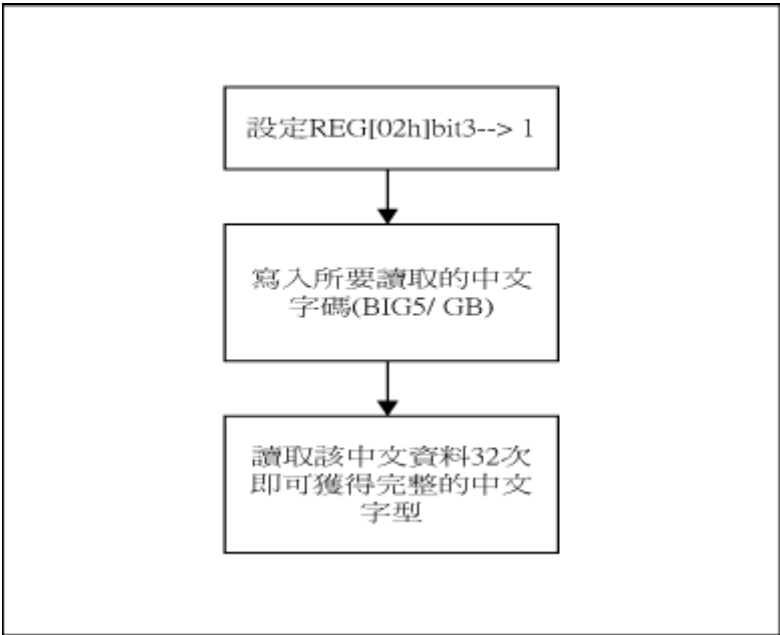 設定REG[02h]bit3--> 1
寫入所要讀取的中文
字碼(BIG5/ GB)
讀取該中文資料32次
即可獲得完整的中文
字型